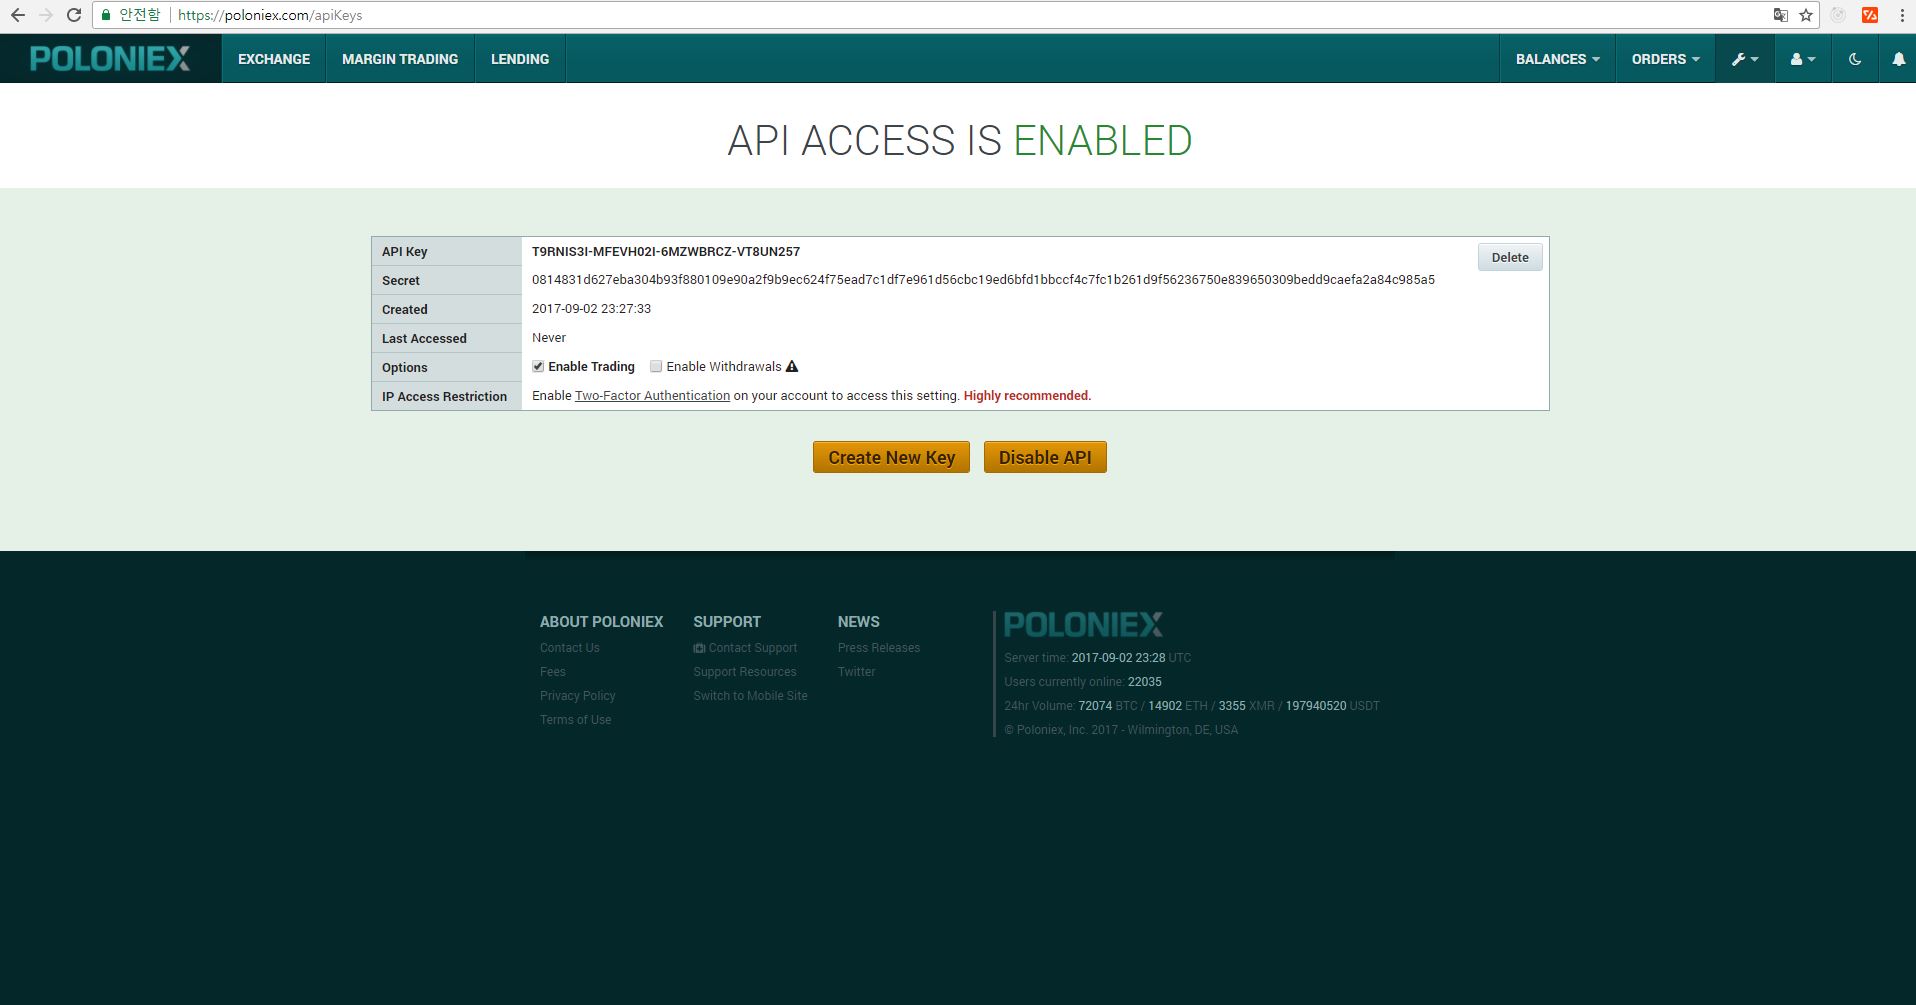 안전함 https://poloniex.com/apiKeys
POLONIEX EXCHANGE MARGIN TRADING LENDING BALANCES ORDERS
API ACCESS IS ENABLED
API Key T9RNIS3I-MFEVH02I-6MZWBRCZ-VT8UN257 Delete
Secret 0814831d627eba304b93f880109e90a2f9b9ec624f75ead7c1df7e961d56cbc19ed6bfd1bbccf4c7fc1b261d9f56236750e839650309bedd9caefa2a84c985a5
Created 2017-09-02 23:27:33
Last Accessed Never
Options Enable Trading Enable Withdrawals
IP Access Restriction Enable Two-Factor Authentication on your account to access this setting. Highly recommended.
Create New Key Disable API
ABOUT POLONIEX
Contact Us
Fees
Privacy Policy
Terms of Use
SUPPORT
Contact Support
Support Resources
Switch to Mobile Site
NEWS
Press Releases
Twitter
POLONIEX
Server time: 2017-09-02 23:28 UTC
Users currently online: 22035
24hr Volume: 72074 BTC / 14902 ETH / 3355 XMR / 197940520 USDT
© Poloniex, Inc. 2017 - Wilmington, DE, USA